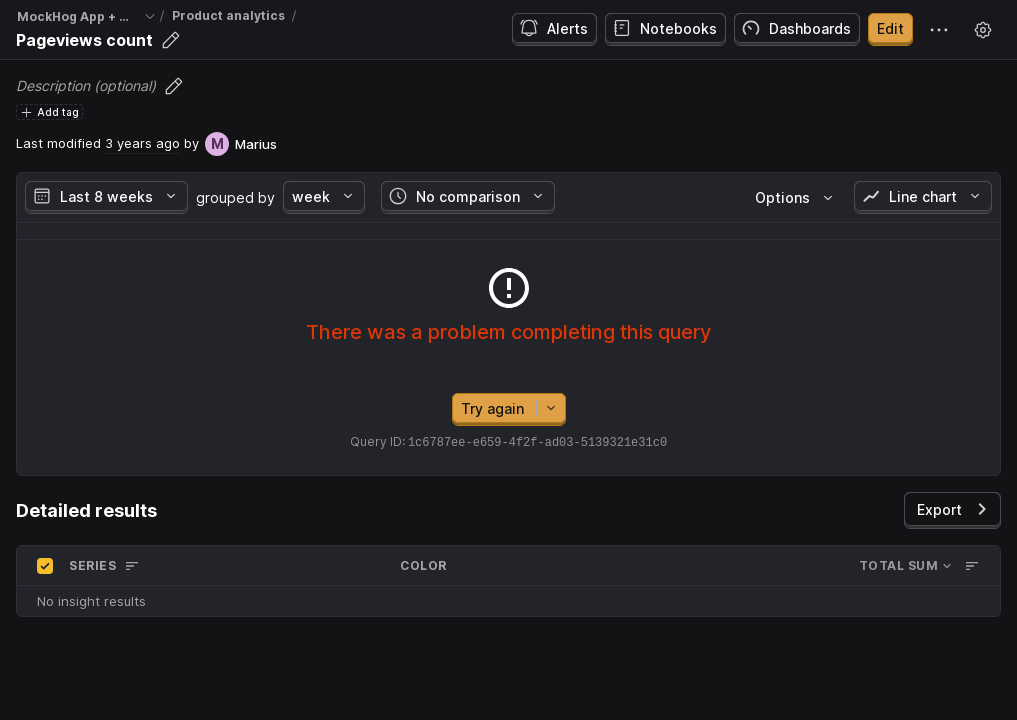 MockHog App + ...
/
Product analytics
/
Pageviews count
Alerts
Notebooks
Dashboards
Edit
Description (optional)
Add tag
Last modified 3 years ago by M Marius
Last 8 weeks
grouped by
week
No comparison
Options
Line chart
There was a problem completing this query
Try again
Query ID: 1c6787ee-e659-4f2f-ad03-5139321e31c0
Detailed results
Export
SERIES
COLOR
TOTAL SUM
No insight results